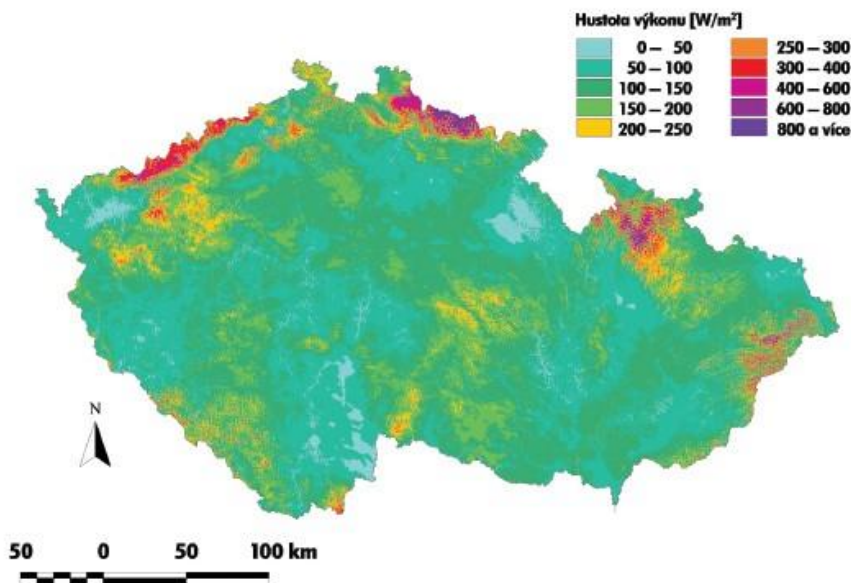 Hustota výkonu [W/m²]
0 – 50
50 – 100
100 – 150
150 – 200
200 – 250
250 – 300
300 – 400
400 – 600
600 – 800
800 a více
N
50 0 50 100 km